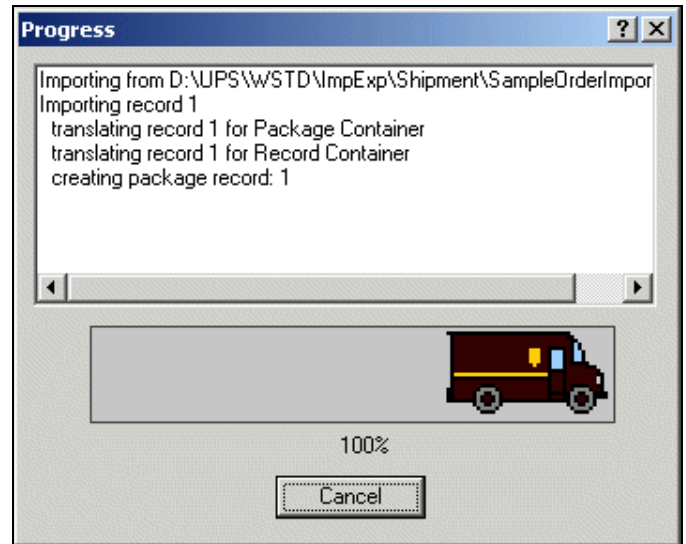 Progress
Importing from D:\UPS\WSTD\ImpExp\Shipment\SampleOrderImpor
Importing record 1
translating record 1 for Package Container
translating record 1 for Record Container
creating package record: 1
100%
Cancel